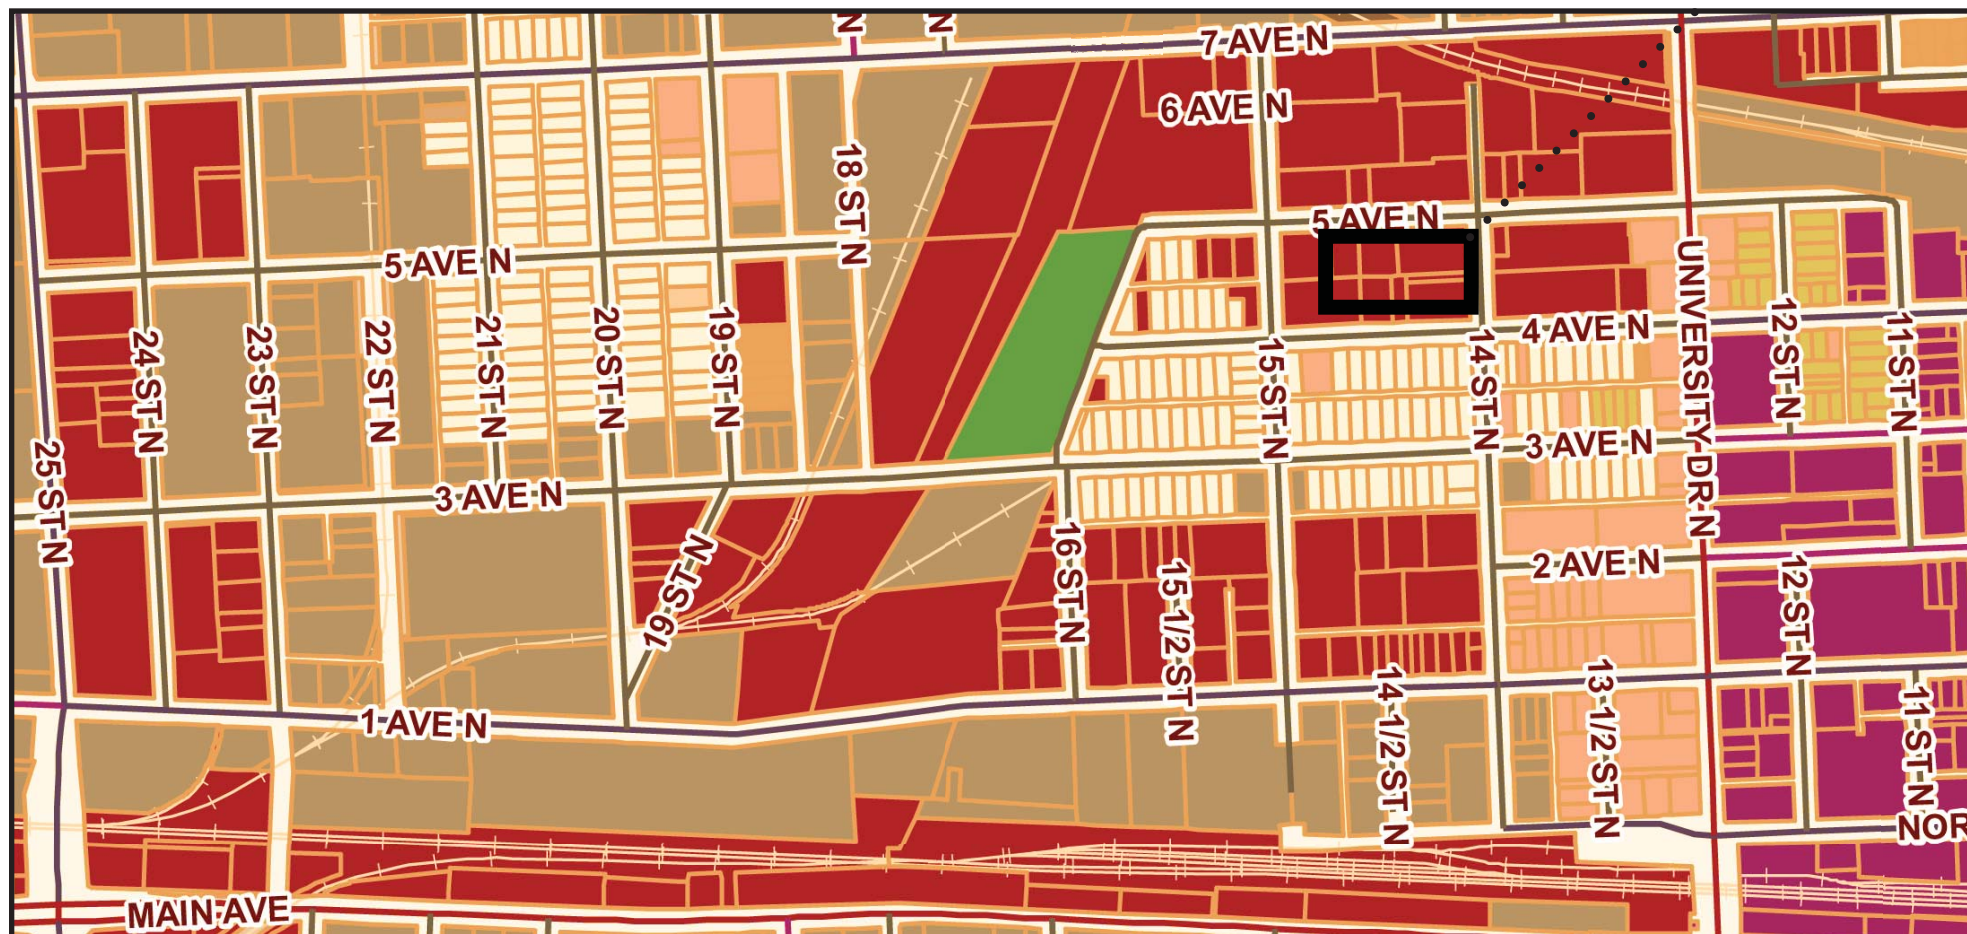 N
N
7 AVE N
6 AVE N
18 ST N
5 AVE N
5 AVE N
UNIVERSITY DR N
25 ST N
24 ST N
23 ST N
22 ST N
21 ST N
20 ST N
19 ST N
15 ST N
14 ST N
4 AVE N
12 ST N
11 ST N
3 AVE N
3 AVE N
19 ST N
16 ST N
15 1/2 ST N
2 AVE N
12 ST N
1 AVE N
14 1/2 ST N
13 1/2 ST N
11 ST N
NOR
MAIN AVE